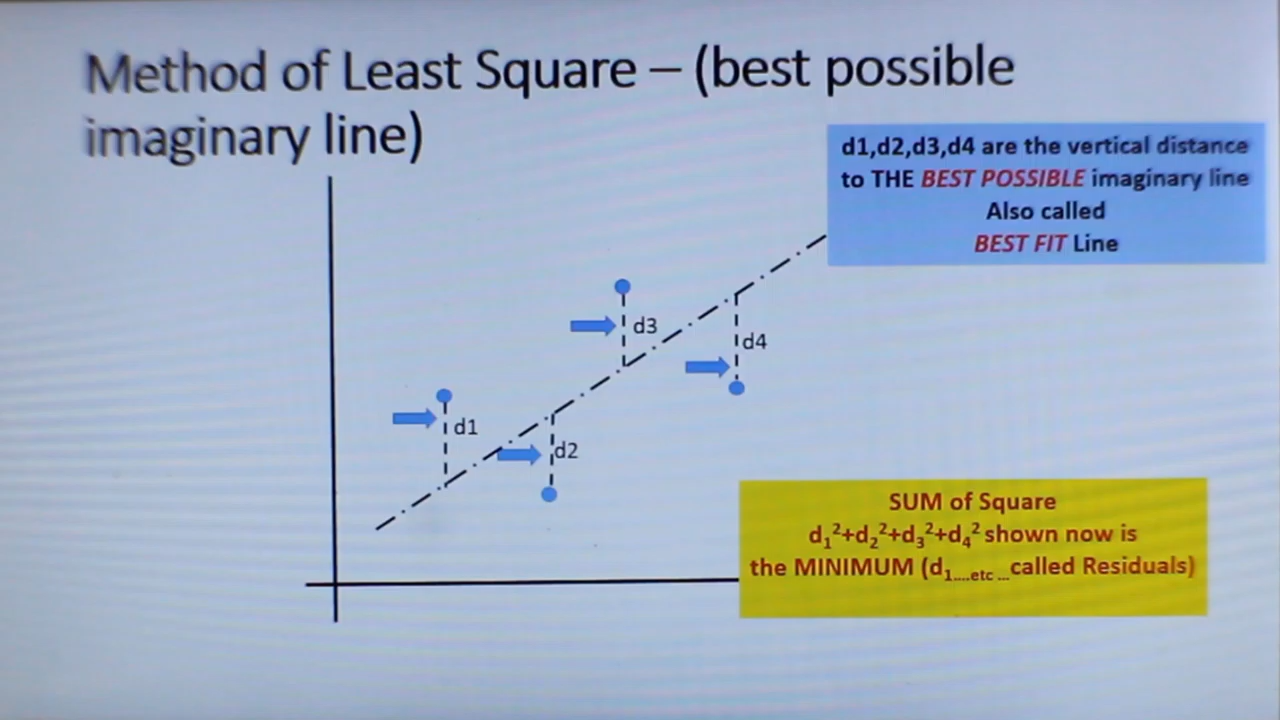 Method of Least Square – (best possible
imaginary line)
d1,d2,d3,d4 are the vertical distance
to THE BEST POSSIBLE imaginary line
Also called
BEST FIT Line
d3
d4
d1
d2
SUM of Square
d₁²+d₂²+d₃²+d₄² shown now is
the MINIMUM (d₁....etc ...called Residuals)